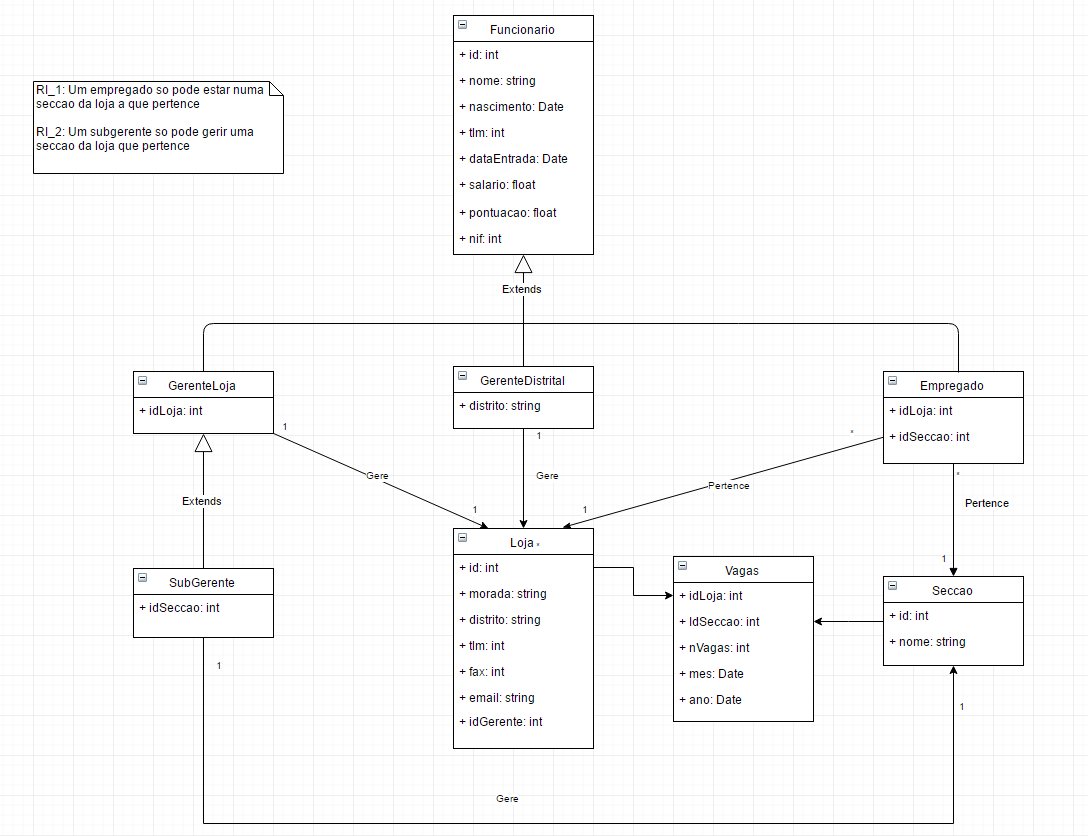 Funcionario
+ id: int
+ nome: string
+ nascimento: Date
+ tlm: int
+ dataEntrada: Date
+ salario: float
+ pontuacao: float
+ nif: int
RI_1: Um empregado so pode estar numa
seccao da loja a que pertence
RI_2: Um subgerente so pode gerir uma
seccao da loja que pertence
Extends
GerenteLoja
+ idLoja: int
GerenteDistrital
+ distrito: string
Empregado
+ idLoja: int
+ idSeccao: int
1
Gere
1
1
Gere
*
*
Pertence
1
*
Pertence
1
Extends
SubGerente
+ idSeccao: int
1
Loja
+ id: int
+ morada: string
+ distrito: string
+ tlm: int
+ fax: int
+ email: string
+ idGerente: int
Vagas
+ idLoja: int
+ IdSeccao: int
+ nVagas: int
+ mes: Date
+ ano: Date
Seccao
+ id: int
+ nome: string
1
Gere